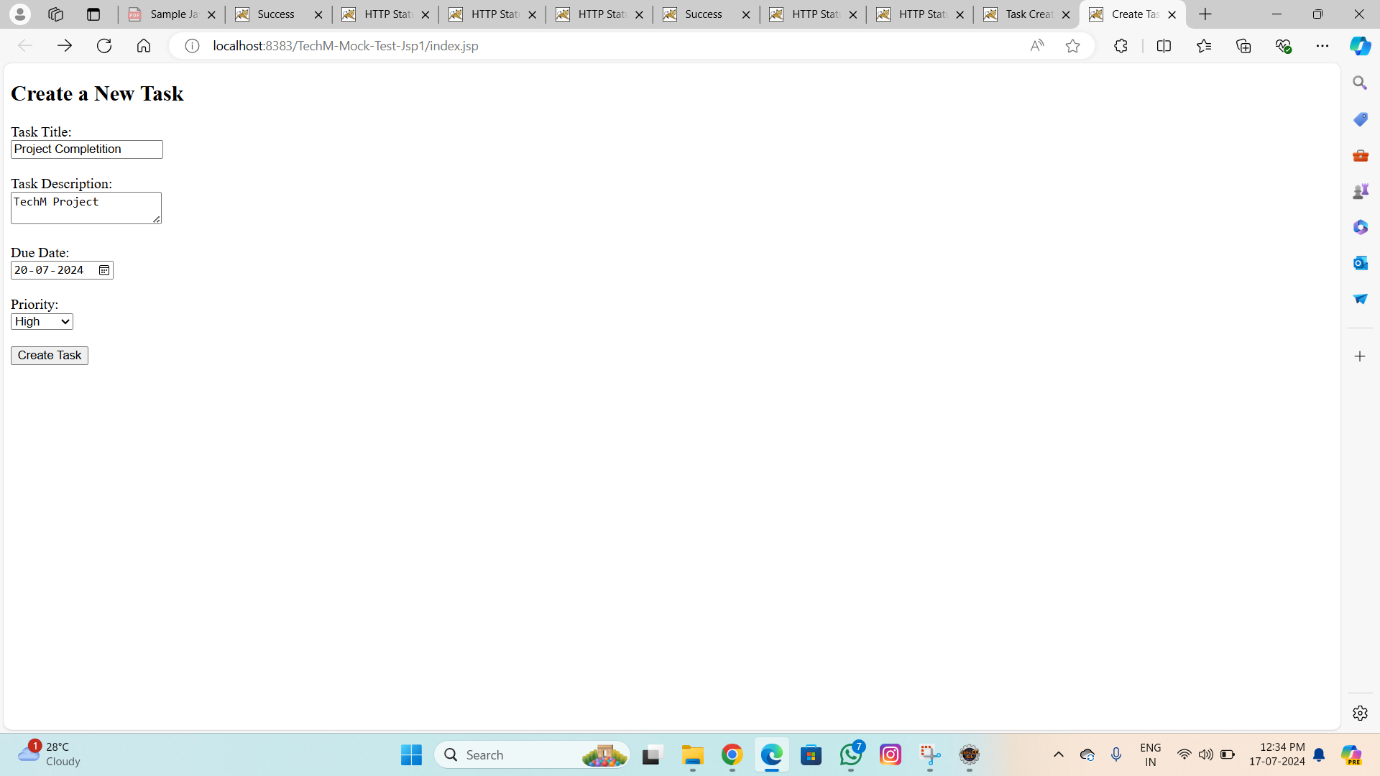 Sample Ja
Success
HTTP Stat
HTTP Stat
HTTP Stat
Success
HTTP Stat
HTTP Stat
Task Creat
Create Tas
localhost:8383/TechM-Mock-Test-Jsp1/index.jsp
Create a New Task
Task Title:
Project Completition
Task Description:
TechM Project
Due Date:
20-07-2024
Priority:
High
Create Task
1
28°C
Cloudy
Search
7
ENG
IN
12:34 PM
17-07-2024
PRE